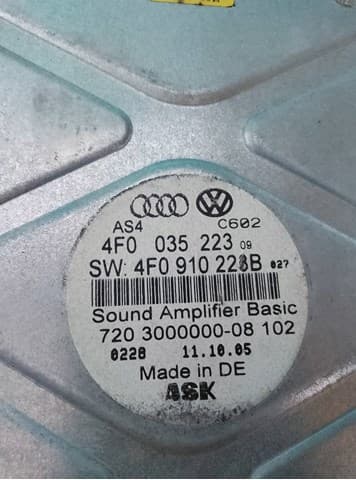 AS4 C602
4F0 035 223 09
SW: 4F0 910 223B 027
Sound Amplifier Basic
720 3000000-08 102
0228 11.10.05
Made in DE
ASK